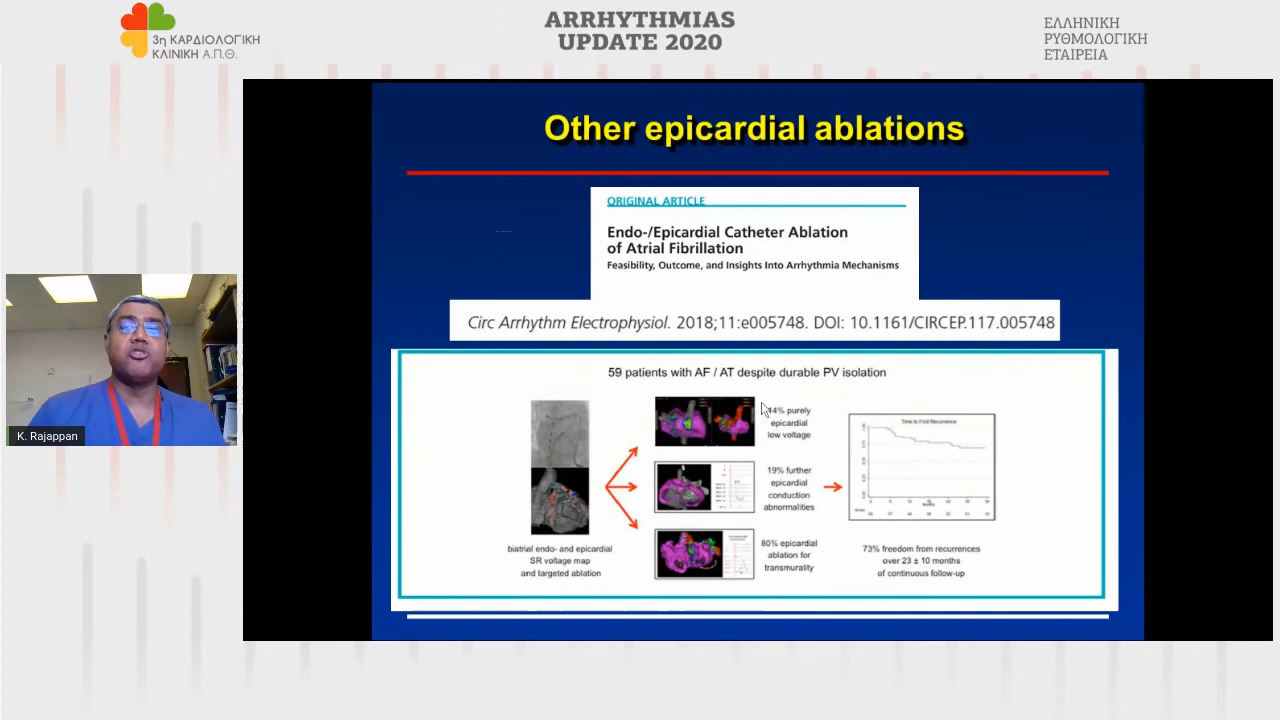 3η ΚΑΡΔΙΟΛΟΓΙΚΗ
ΚΛΙΝΙΚΗ Α.Π.Θ.
ARRHYTHMIAS
UPDATE 2020
ΕΛΛΗΝΙΚΗ
ΡΥΘΜΟΛΟΓΙΚΗ
ΕΤΑΙΡΕΙΑ
Other epicardial ablations
ORIGINAL ARTICLE
Endo-/Epicardial Catheter Ablation
of Atrial Fibrillation
Feasibility, Outcome, and Insights Into Arrhythmia Mechanisms
Circ Arrhythm Electrophysiol. 2018;11:e005748. DOI: 10.1161/CIRCEP.117.005748
59 patients with AF / AT despite durable PV isolation
purely
epicardial
low voltage
19% further
epicardial
conduction
abnormalities
80% epicardial
ablation for
transmurality
biatrial endo- and epicardial
SR voltage map
and targeted ablation
Time to First Recurrence
Months
73% freedom from recurrences
over 23 ± 10 months
of continuous follow-up
K. Rajappan